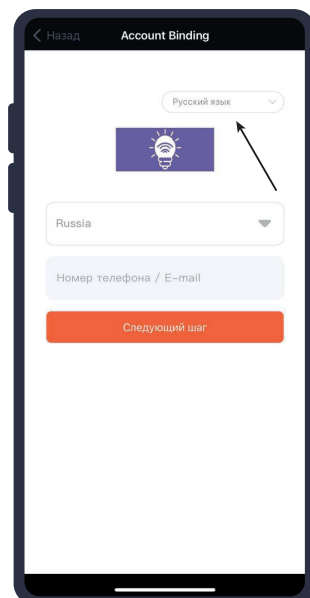 Назад Account Binding
Русский язык
Russia
Номер телефона / E-mail
Следующий шаг